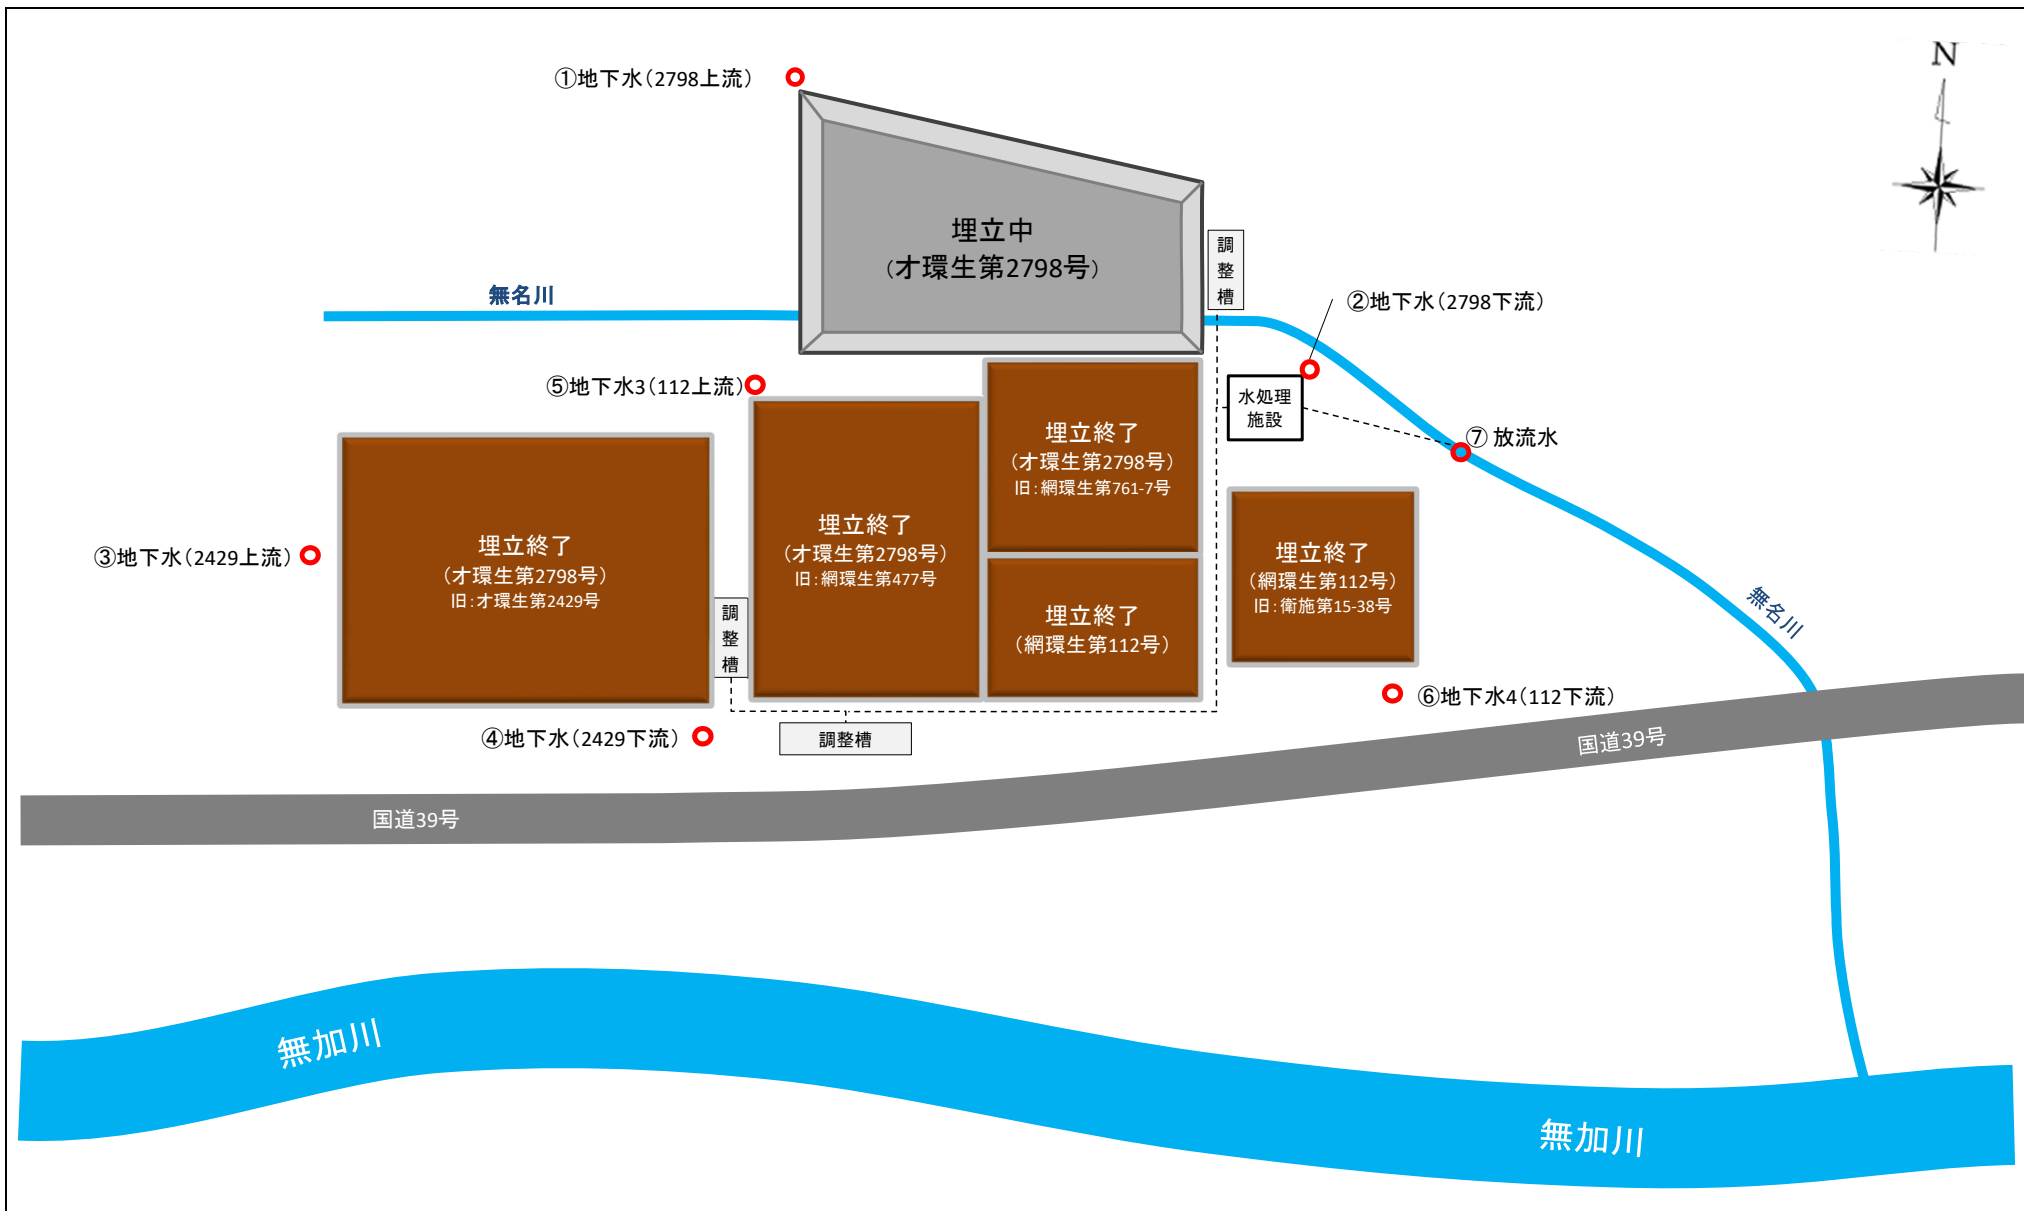 N
①地下水(2798上流)
埋立中
(オ環生第2798号)
調整槽
無名川
②地下水(2798下流)
⑤地下水3(112上流)
水処理
施設
埋立終了
(オ環生第2798号)
旧:網環生第761-7号
⑦ 放流水
埋立終了
(オ環生第2798号)
旧:網環生第477号
埋立終了
(オ環生第2798号)
旧:オ環生第2429号
③地下水(2429上流)
埋立終了
(網環生第112号)
旧:衛施第15-38号
調整槽
埋立終了
(網環生第112号)
無名川
⑥地下水4(112下流)
④地下水(2429下流)
調整槽
国道39号
国道39号
無加川
無加川